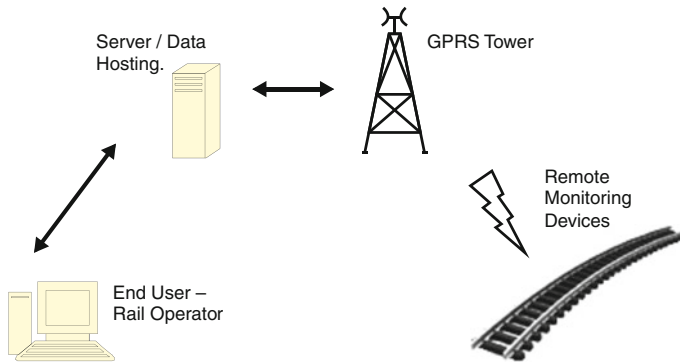 Server / Data
Hosting.
GPRS Tower
Remote
Monitoring
Devices
End User –
Rail Operator